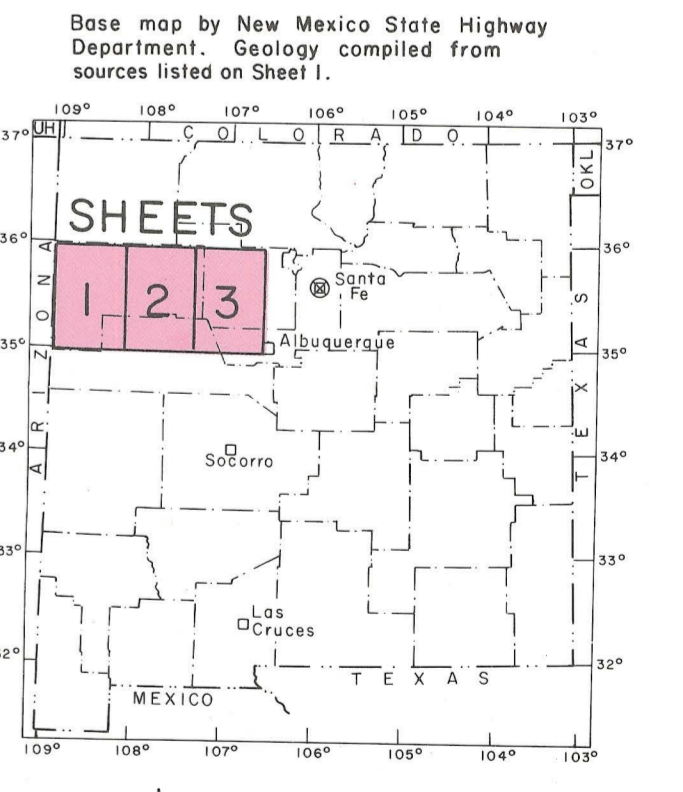 Base map by New Mexico State Highway
Department. Geology compiled from
sources listed on Sheet I.
109° 108° 107° 106° 105° 104° 103°
37° UH COLORADO 37°
OKL
SHEETS
36° 36°
1 2 3
Santa
Fe
ARIZONA
TEXAS
35° Albuquerque 35°
34° 34°
Socorro
33° 33°
Las
Cruces
2° 32°
TEXAS
MEXICO
109° 108° 107° 106° 105° 104° 103°